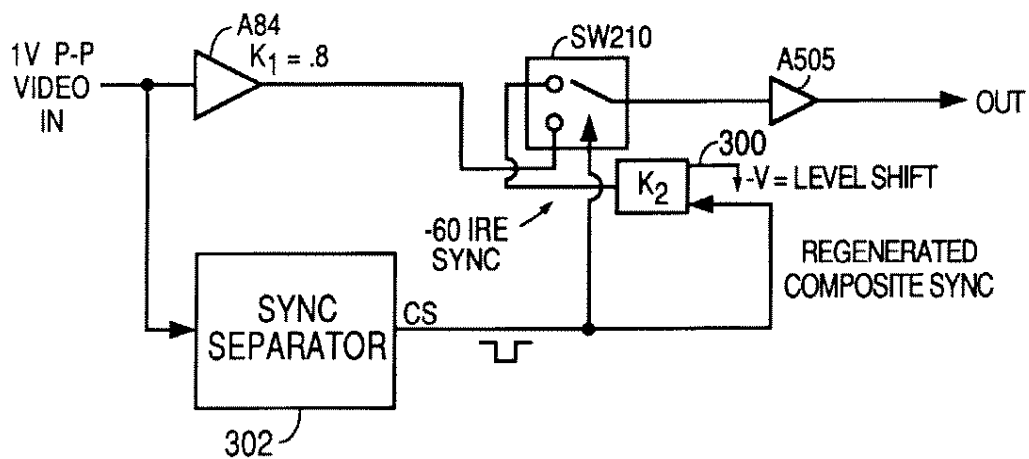 A84
1V P-P
VIDEO
IN
K1 = .8
SW210
A505
OUT
300
K2
-V = LEVEL SHIFT
-60 IRE
SYNC
REGENERATED
COMPOSITE SYNC
SYNC
SEPARATOR
CS
302